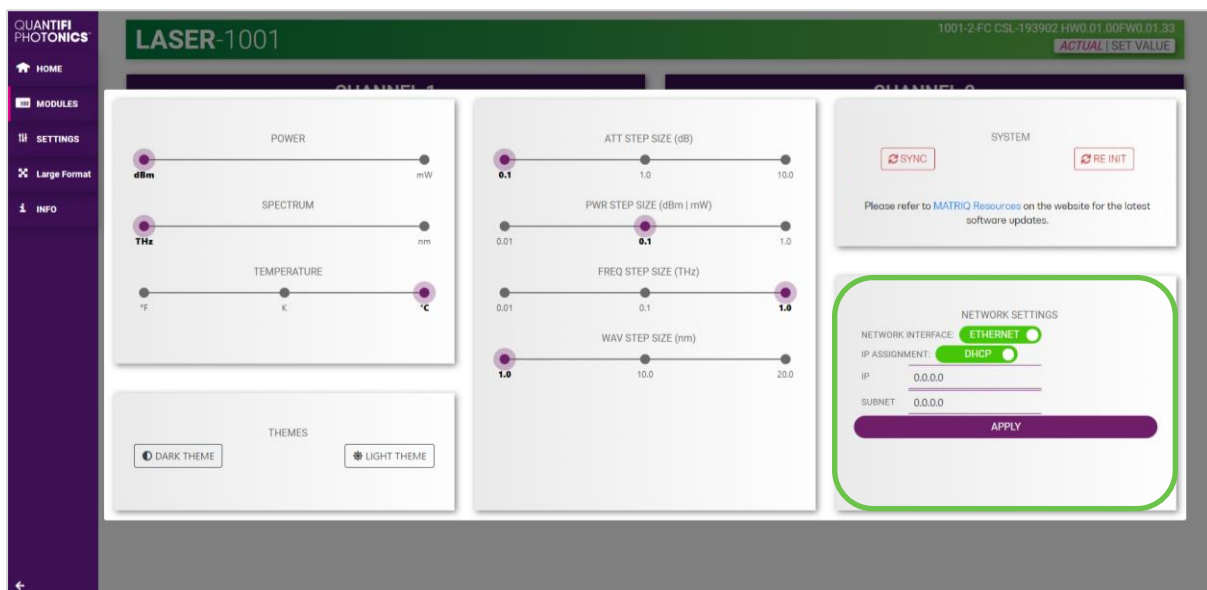 QUANTIFI
PHOTONICS
HOME
MODULES
SETTINGS
Large Format
INFO
LASER-1001
1001-2-FC CSL-193902 HW0.01.00FW0.01.33
ACTUAL | SET VALUE
CHANNEL 1
CHANNEL 2
POWER
dBm mW
SPECTRUM
THz nm
TEMPERATURE
°F K °C
THEMES
DARK THEME LIGHT THEME
ATT STEP SIZE (dB)
0.1 1.0 10.0
PWR STEP SIZE (dBm | mW)
0.01 0.1 1.0
FREQ STEP SIZE (THz)
0.01 0.1 1.0
WAV STEP SIZE (nm)
1.0 10.0 20.0
SYSTEM
SYNC RE INIT
Please refer to MATRIQ Resources on the website for the latest
software updates.
NETWORK SETTINGS
NETWORK INTERFACE: ETHERNET
IP ASSIGNMENT: DHCP
IP 0.0.0.0
SUBNET 0.0.0.0
APPLY